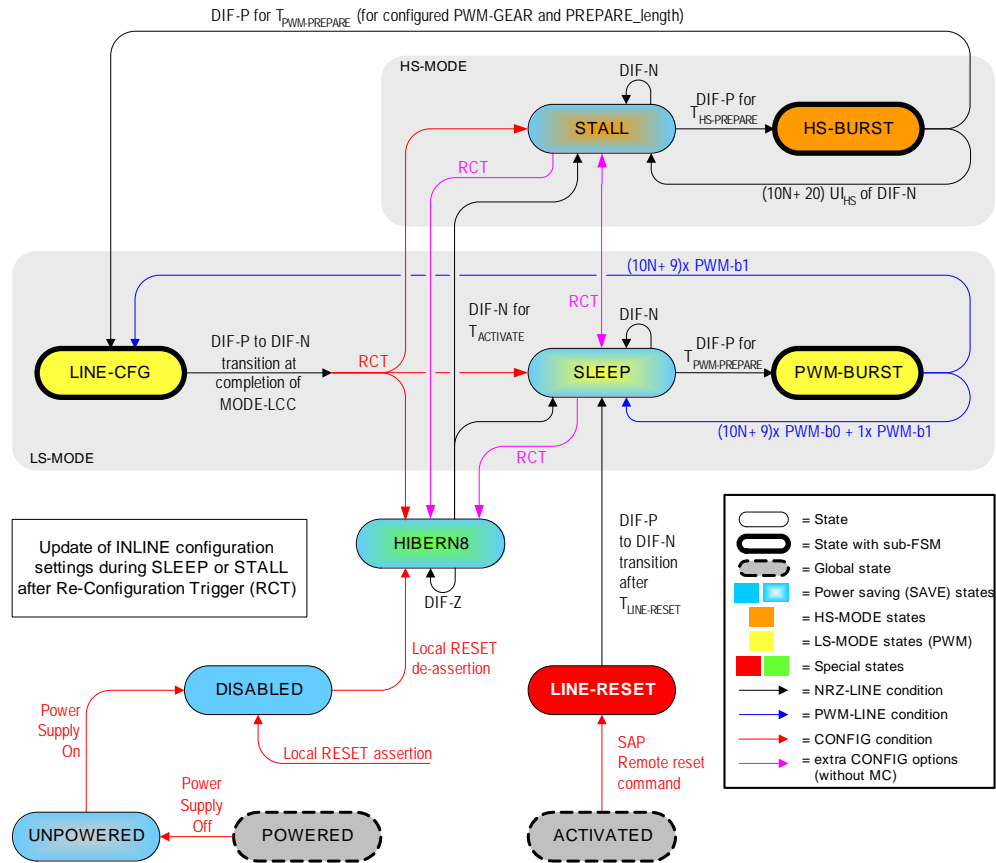 DIF-P for T_PWM-PREPARE (for configured PWM-GEAR and PREPARE_length)
HS-MODE
DIF-N
STALL
DIF-P for
T_HS-PREPARE
HS-BURST
RCT
(10N+ 20) UI_HS of DIF-N
(10N+ 9)x PWM-b1
RCT
DIF-N for
T_ACTIVATE
DIF-N
LINE-CFG
DIF-P to DIF-N
transition at
completion of
MODE-LCC
RCT
SLEEP
DIF-P for
T_PWM-PREPARE
PWM-BURST
(10N+ 9)x PWM-b0 + 1x PWM-b1
RCT
LS-MODE
Update of INLINE configuration
settings during SLEEP or STALL
after Re-Configuration Trigger (RCT)
HIBERN8
DIF-Z
DIF-P
to DIF-N
transition
after
T_LINE-RESET
Local RESET
de-assertion
DISABLED
LINE-RESET
Power
Supply
On
Local RESET assertion
SAP
Remote reset
command
Power
Supply
Off
UNPOWERED
POWERED
ACTIVATED
= State
= State with sub-FSM
= Global state
= Power saving (SAVE) states
= HS-MODE states
= LS-MODE states (PWM)
= Special states
= NRZ-LINE condition
= PWM-LINE condition
= CONFIG condition
= extra CONFIG options
(without MC)